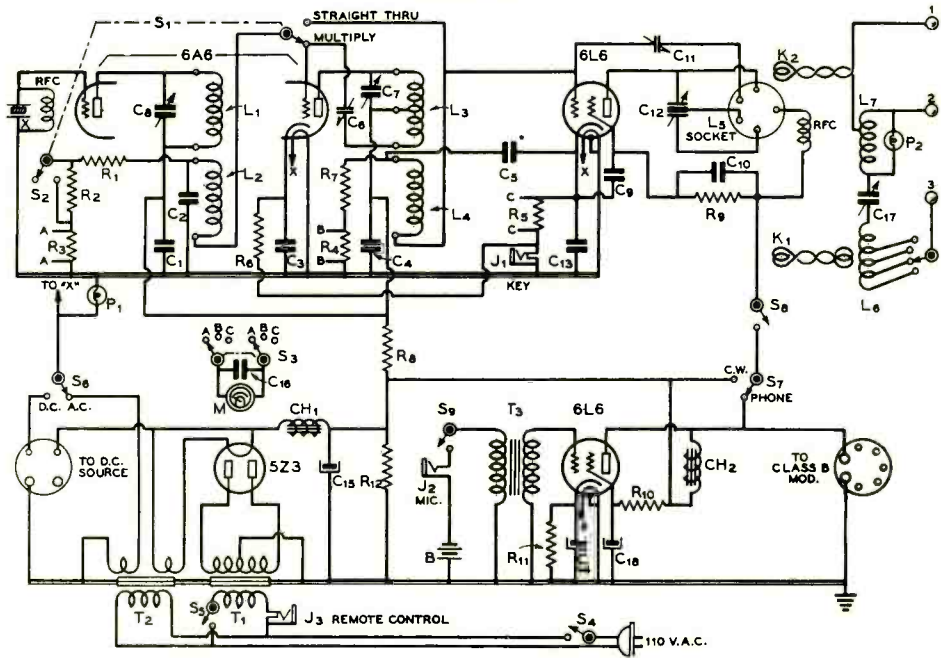 S1
STRAIGHT THRU
MULTIPLY
6A6
6L6
C11
K2
1
RFC
X
C8
L1
C6
C7
L3
C12
L5
SOCKET
RFC
L7
2
P2
S2
R1
R2
C2
L2
X
R7
C5
X
C9
C10
R9
C17
3
A
R3
A
C1
R6
C3
B
R4
B
C4
L4
R5
C
C
J1
KEY
C13
K1
L6
TO "X"
P1
S8
A B C
A B C
S3
C16
M
R8
S6
D.C. A.C.
CH1
C.W.
S7
PHONE
TO D.C.
SOURCE
5Z3
C15
R12
S9
J2
MIC.
B
T3
6L6
R10
CH2
TO
CLASS B
MOD.
R11
C18
T2
S5
T1
J3 REMOTE CONTROL
S4
110 V.A.C.